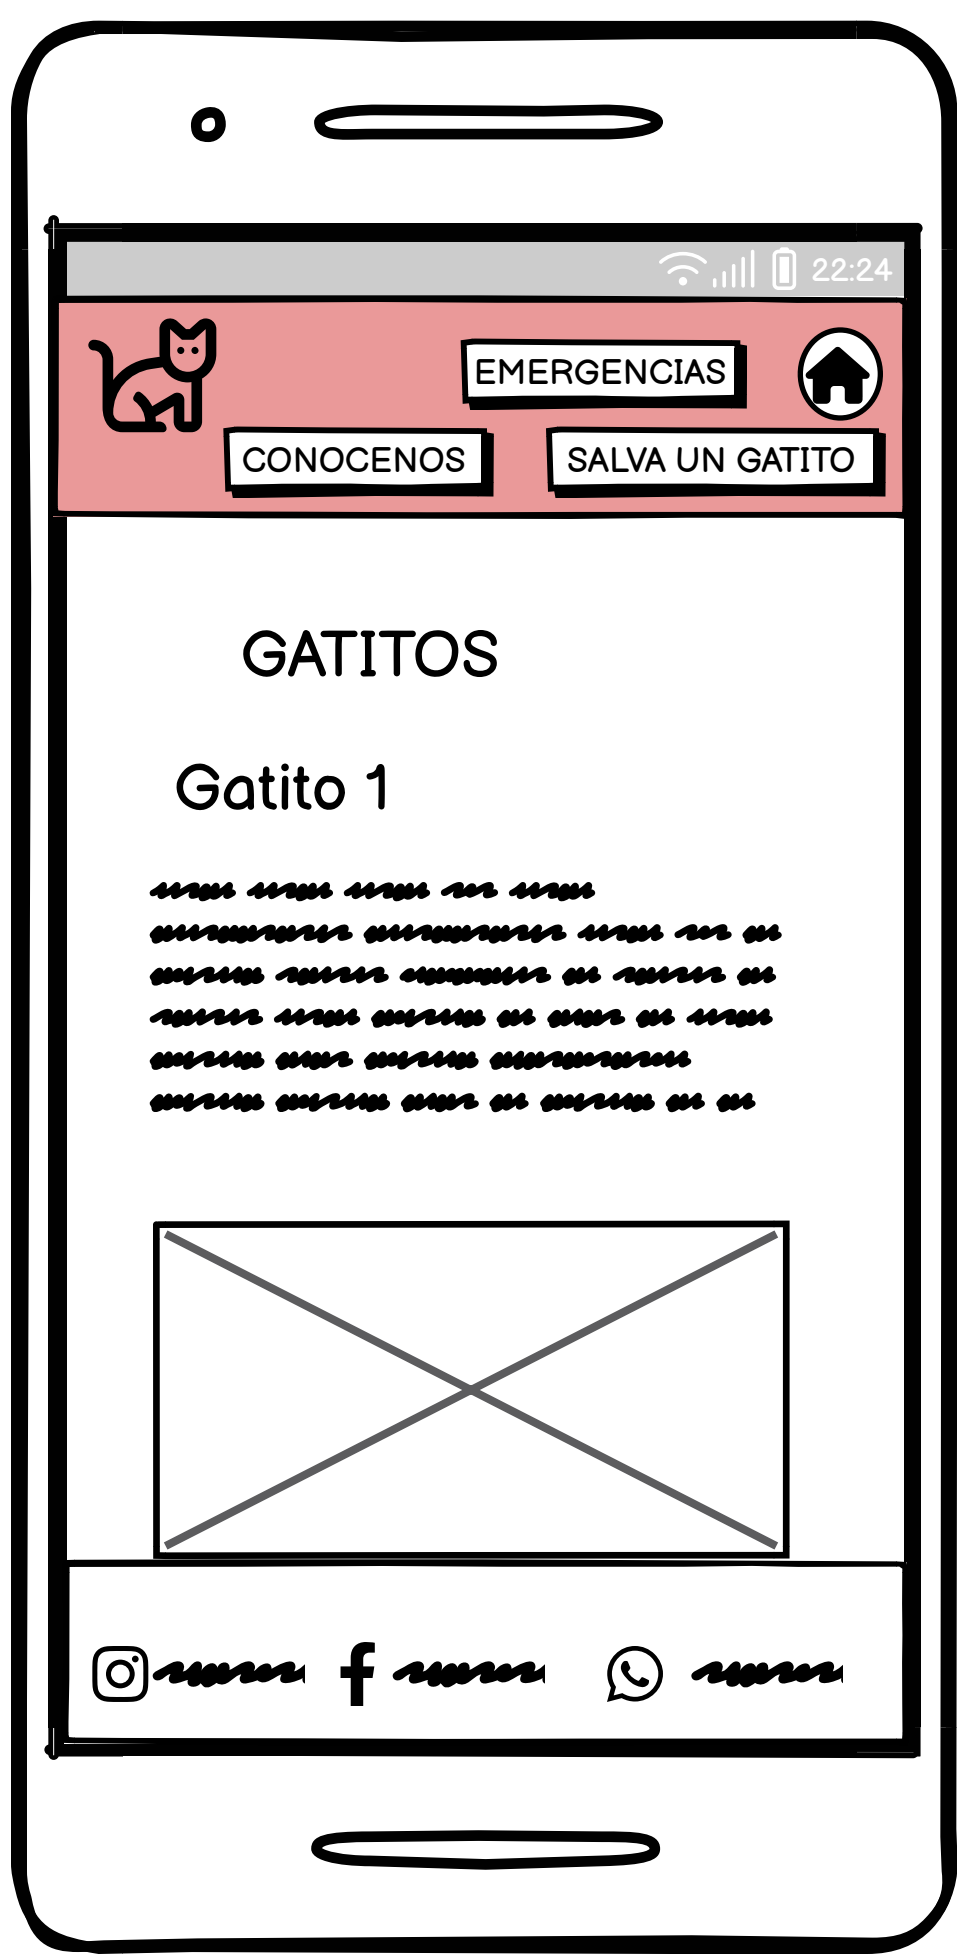 22:24
EMERGENCIAS
CONOCENOS
SALVA UN GATITO
GATITOS
Gatito 1